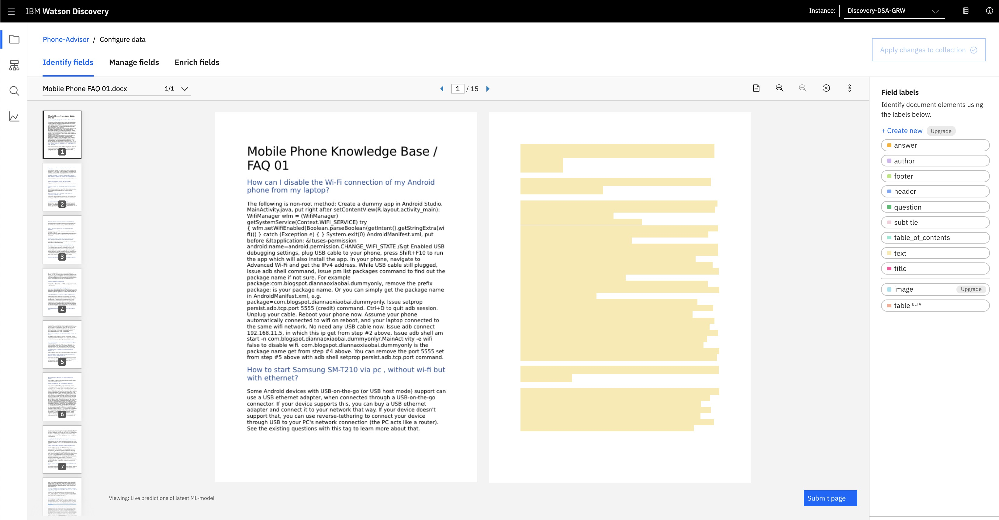 IBM Watson Discovery
Instance:
Discovery-DSA-GRW
Phone-Advisor / Configure data
Apply changes to collection
Identify fields
Manage fields
Enrich fields
Mobile Phone FAQ 01.docx
1/1
1 / 15
Mobile Phone Knowledge Base /
FAQ 01
How can I disable the Wi-Fi connection of my Android
phone from my laptop?
The following is non-root method: Create a dummy app in Android Studio.
MainActivity.java, put right after setContentView(R.layout.activity_main):
WifiManager wfm = (WifiManager)
getSystemService(Context.WIFI_SERVICE) try
{ wfm.setWifiEnabled(Boolean.parseBoolean(getIntent().getStringExtra(wi
fi))) } catch (Exception e) { } System.exit(0) AndroidManifest.xml, put
before &ltapplication: &ltuses-permission
android:name=android.permission.CHANGE_WIFI_STATE /&gt Enabled USB
debugging settings, plug USB cable to your phone, press Shift+F10 to run
the app which will also install the app. In your phone, navigate to
Advanced Wi-Fi and get the IPv4 address. While USB cable still plugged,
issue adb shell command, Issue pm list packages command to find out the
package name if not sure. For example
package:com.blogspot.diannaoxiaobai.dummyonly, remove the prefix
package: is your package name. Or you can simply get the package name
in AndroidManifest.xml, e.g.
package=com.blogspot.diannaoxiaobai.dummyonly. Issue setprop
persist.adb.tcp.port 5555 (credit) command. Ctrl+D to quit adb session.
Unplug your cable. Reboot your phone now. Assume your phone
automatically connected to wifi on reboot, and your laptop connected to
the same wifi network. No need any USB cable now. Issue adb connect
192.168.11.5, in which this ip get from step #2 above. Issue adb shell am
start -n com.blogspot.diannaoxiaobai.dummyonly/.MainActivity -e wifi
false to disable wifi. com.blogspot.diannaoxiaobai.dummyonly is the
package name get from step #4 above. You can remove the port 5555 set
from step #5 above with adb shell setprop persist.adb.tcp.port command.
How to start Samsung SM-T210 via pc , without wi-fi but
with ethernet?
Some Android devices with USB-on-the-go (or USB host mode) support can
use a USB ethernet adapter, when connected through a USB-on-the-go
connector. If your device supports this, you can buy a USB ethernet
adapter and connect it to your network that way. If your device doesn't
support that, you can use reverse-tethering to connect your device
through USB to your PC's network connection (the PC acts like a router).
See the existing questions with this tag to learn more about that.
1
2
3
4
5
6
7
Viewing: Live predictions of latest ML-model
Submit page
Field labels
Identify document elements using
the labels below.
+ Create new
Upgrade
answer
author
footer
header
question
subtitle
table_of_contents
text
title
image
Upgrade
table BETA